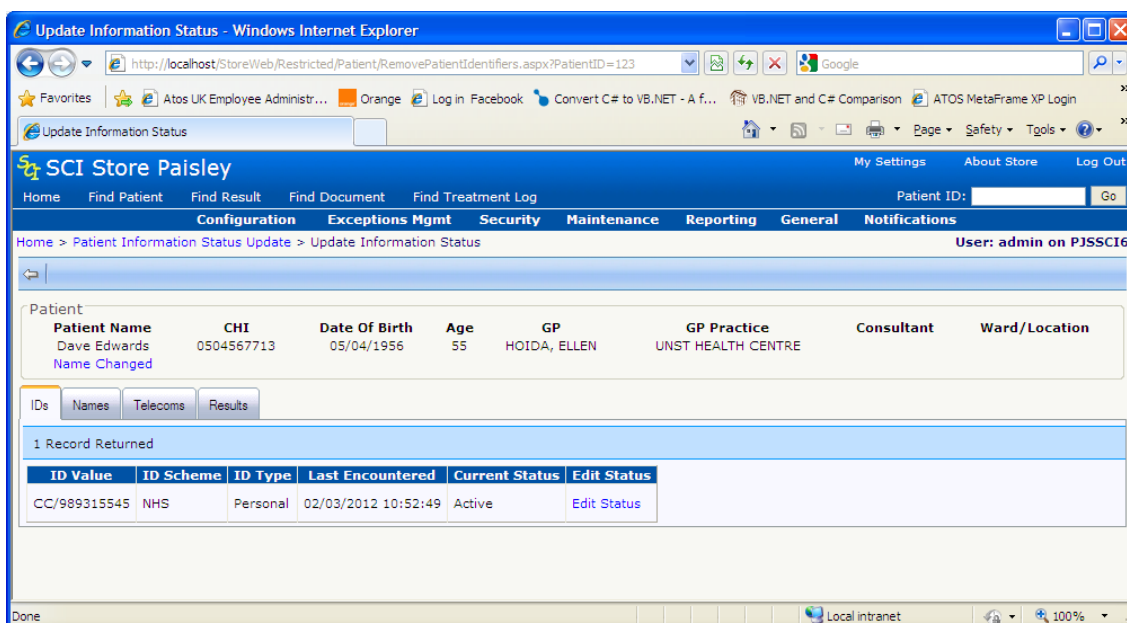 Update Information Status - Windows Internet Explorer
http://localhost/StoreWeb/Restricted/Patient/RemovePatientIdentifiers.aspx?PatientID=123 Google
Favorites Atos UK Employee Administr... Orange Log in Facebook Convert C# to VB.NET - A f... VB.NET and C# Comparison ATOS MetaFrame XP Login »
Update Information Status Page Safety Tools »
SCI Store Paisley My Settings About Store Log Out
Home Find Patient Find Result Find Document Find Treatment Log Patient ID: Go
Configuration Exceptions Mgmt Security Maintenance Reporting General Notifications
Home > Patient Information Status Update > Update Information Status User: admin on PJSSCI6
Patient
Patient Name CHI Date Of Birth Age GP GP Practice Consultant Ward/Location
Dave Edwards 0504567713 05/04/1956 55 HOIDA, ELLEN UNST HEALTH CENTRE
Name Changed
IDs Names Telecoms Results
1 Record Returned
ID Value ID Scheme ID Type Last Encountered Current Status Edit Status
CC/989315545 NHS Personal 02/03/2012 10:52:49 Active Edit Status
Done Local intranet 100%